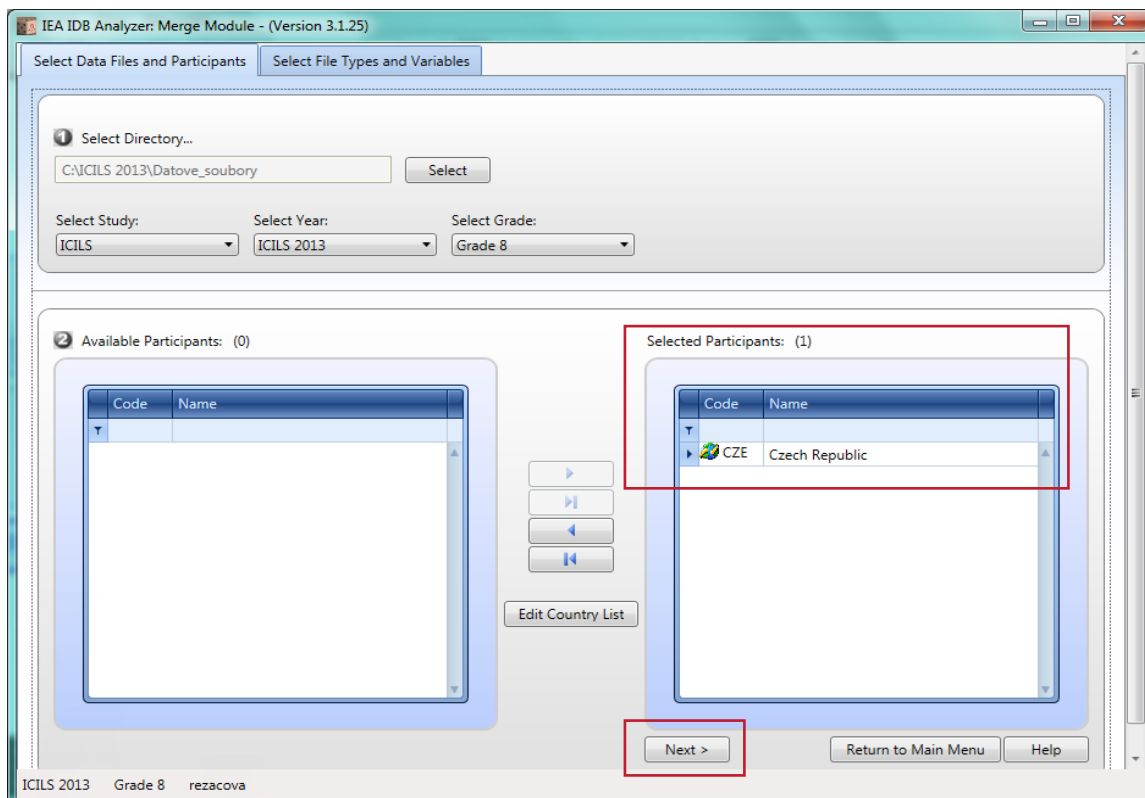 IEA IDB Analyzer: Merge Module - (Version 3.1.25)
Select Data Files and Participants Select File Types and Variables
1 Select Directory...
C:\ICILS 2013\Datove_soubory Select
Select Study: Select Year: Select Grade:
ICILS ICILS 2013 Grade 8
2 Available Participants: (0) Selected Participants: (1)
Code Name Code Name
CZE Czech Republic
Edit Country List
Next > Return to Main Menu Help
ICILS 2013 Grade 8 rezacova